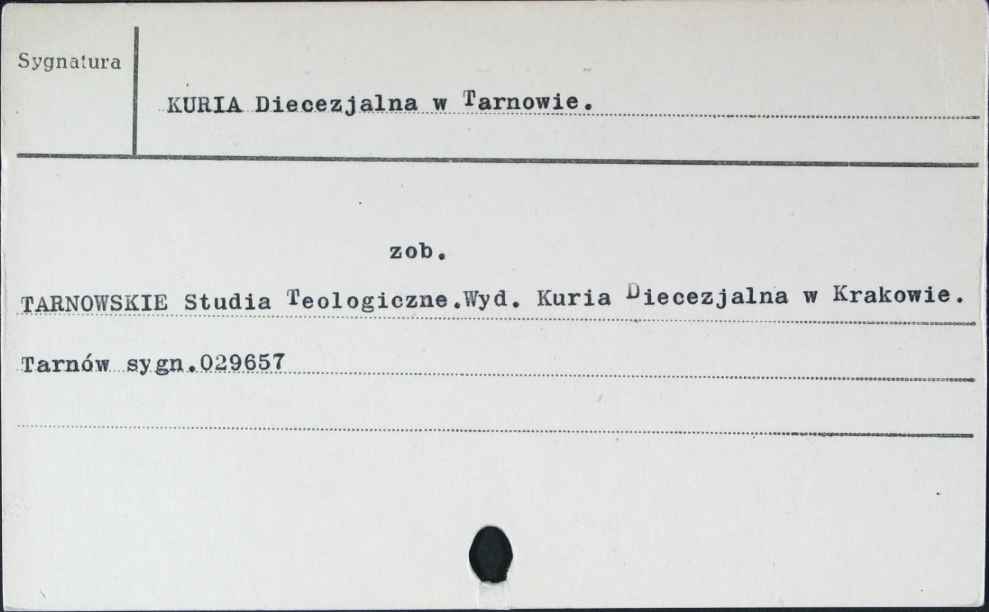 Sygnatura
KURIA Diecezjalna w Tarnowie.
zob.
TARNOWSKIE Studia Teologiczne.Wyd. Kuria Diecezjalna w Krakowie.
Tarnów sygn.029657